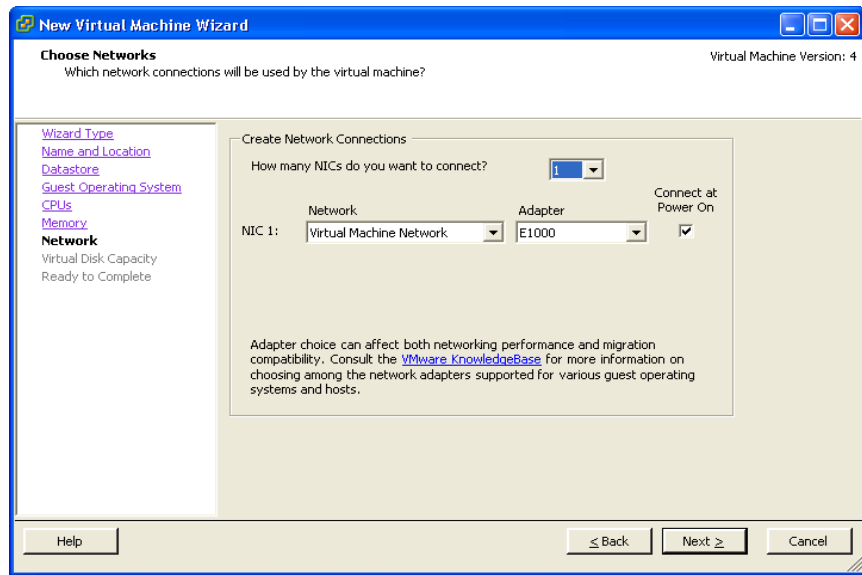 New Virtual Machine Wizard
Choose Networks
Which network connections will be used by the virtual machine?
Virtual Machine Version: 4
Wizard Type
Name and Location
Datastore
Guest Operating System
CPUs
Memory
Network
Virtual Disk Capacity
Ready to Complete
Create Network Connections
How many NICs do you want to connect?
1
Network
Adapter
Connect at
Power On
NIC 1:
Virtual Machine Network
E1000
Adapter choice can affect both networking performance and migration
compatibility. Consult the VMware KnowledgeBase for more information on
choosing among the network adapters supported for various guest operating
systems and hosts.
Help
< Back
Next >
Cancel